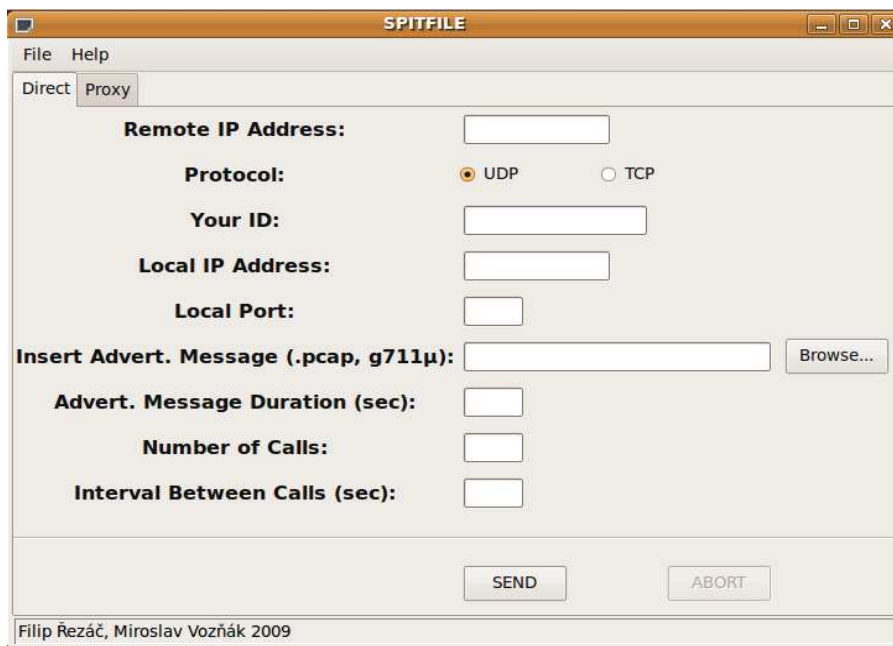 SPITFILE
File Help
Direct Proxy
Remote IP Address:
Protocol: UDP TCP
Your ID:
Local IP Address:
Local Port:
Insert Advert. Message (.pcap, g711µ): Browse...
Advert. Message Duration (sec):
Number of Calls:
Interval Between Calls (sec):
SEND ABORT
Filip Řezáč, Miroslav Vozňák 2009